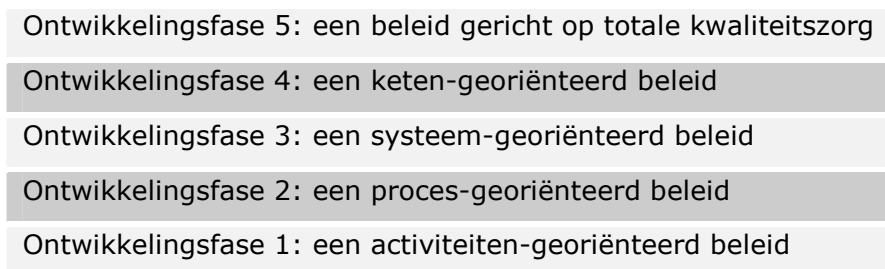 Ontwikkelingsfase 5: een beleid gericht op totale kwaliteitszorg
Ontwikkelingsfase 4: een keten-georiënteerd beleid
Ontwikkelingsfase 3: een systeem-georiënteerd beleid
Ontwikkelingsfase 2: een proces-georiënteerd beleid
Ontwikkelingsfase 1: een activiteiten-georiënteerd beleid